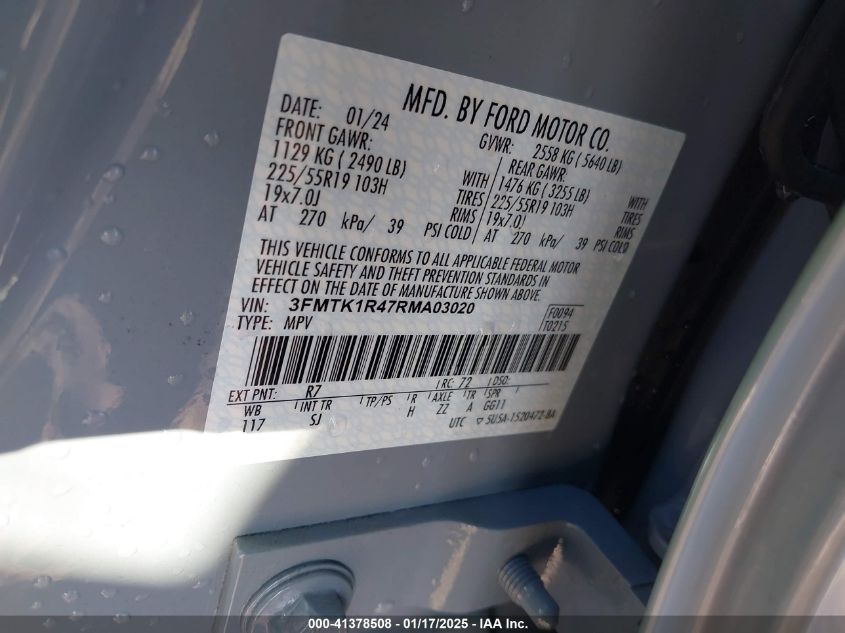 MFD. BY FORD MOTOR CO.
DATE: 01/24 GVWR: 2558 KG ( 5640 LB)
FRONT GAWR: REAR GAWR:
1129 KG ( 2490 LB) WITH 1476 KG ( 3255 LB) WITH
225/55R19 103H TIRES 225/55R19 103H TIRES
19x7.0J RIMS 19x7.0J RIMS
AT 270 kPa/ 39 PSI COLD AT 270 kPa/ 39 PSI COLD
THIS VEHICLE CONFORMS TO ALL APPLICABLE FEDERAL MOTOR
VEHICLE SAFETY AND THEFT PREVENTION STANDARDS IN
EFFECT ON THE DATE OF MANUFACTURE SHOWN ABOVE.
VIN: 3FMTK1R47RMA03020 F0094
TYPE: MPV T0215
EXT PNT: R7 RC: 72 DSO:
WB INT TR TP/PS R AXLE TR SPR
117 SJ H ZZ A GG11
UTC ▽ 5USA-1520472-BA
000-41378508 - 01/17/2025 - IAA Inc.